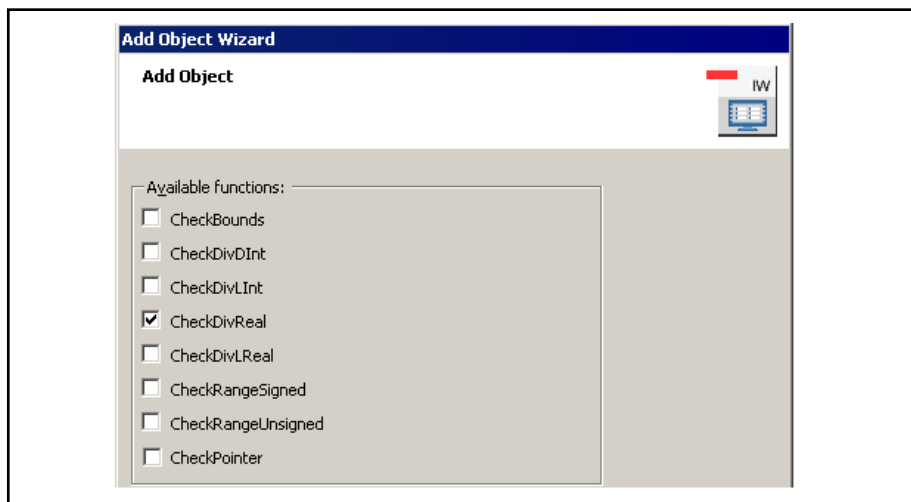 Add Object Wizard
Add Object
IW
Available functions:
CheckBounds
CheckDivDInt
CheckDivLInt
CheckDivReal
CheckDivLReal
CheckRangeSigned
CheckRangeUnsigned
CheckPointer